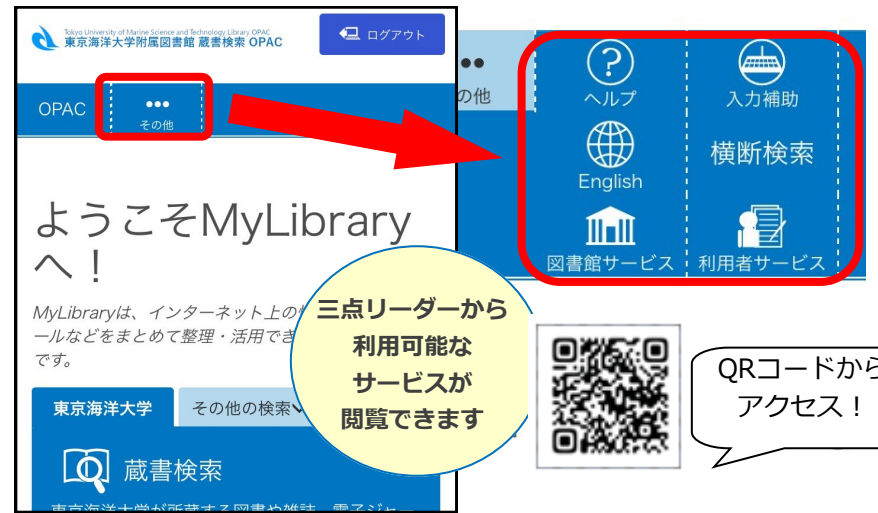 Tokyo University of Marine Science and Technology Library OPAC
東京海洋大学附属図書館 蔵書検索 OPAC
ログアウト
OPAC
•••
その他
ようこそMyLibrary
へ！
MyLibraryは、インターネット上の
ールなどをまとめて整理・活用でき
です。
東京海洋大学
その他の検索
蔵書検索
東京海洋大学が所蔵する図書や雑誌、電子ジャー
の他
ヘルプ
入力補助
English
横断検索
図書館サービス
利用者サービス
三点リーダーから
利用可能な
サービスが
閲覧できます
QRコードから
アクセス！